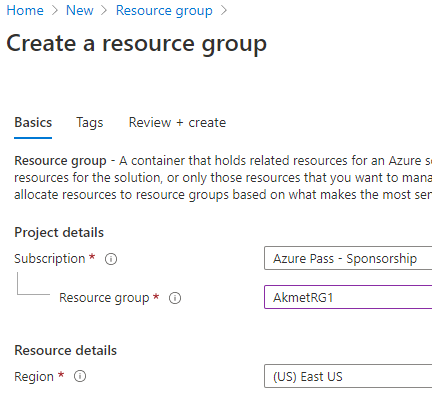 Home > New > Resource group >
Create a resource group
Basics Tags Review + create
Resource group - A container that holds related resources for an Azure
resources for the solution, or only those resources that you want to
allocate resources to resource groups based on what makes the most
Project details
Subscription * Azure Pass - Sponsorship
Resource group * AkmetRG1
Resource details
Region * (US) East US